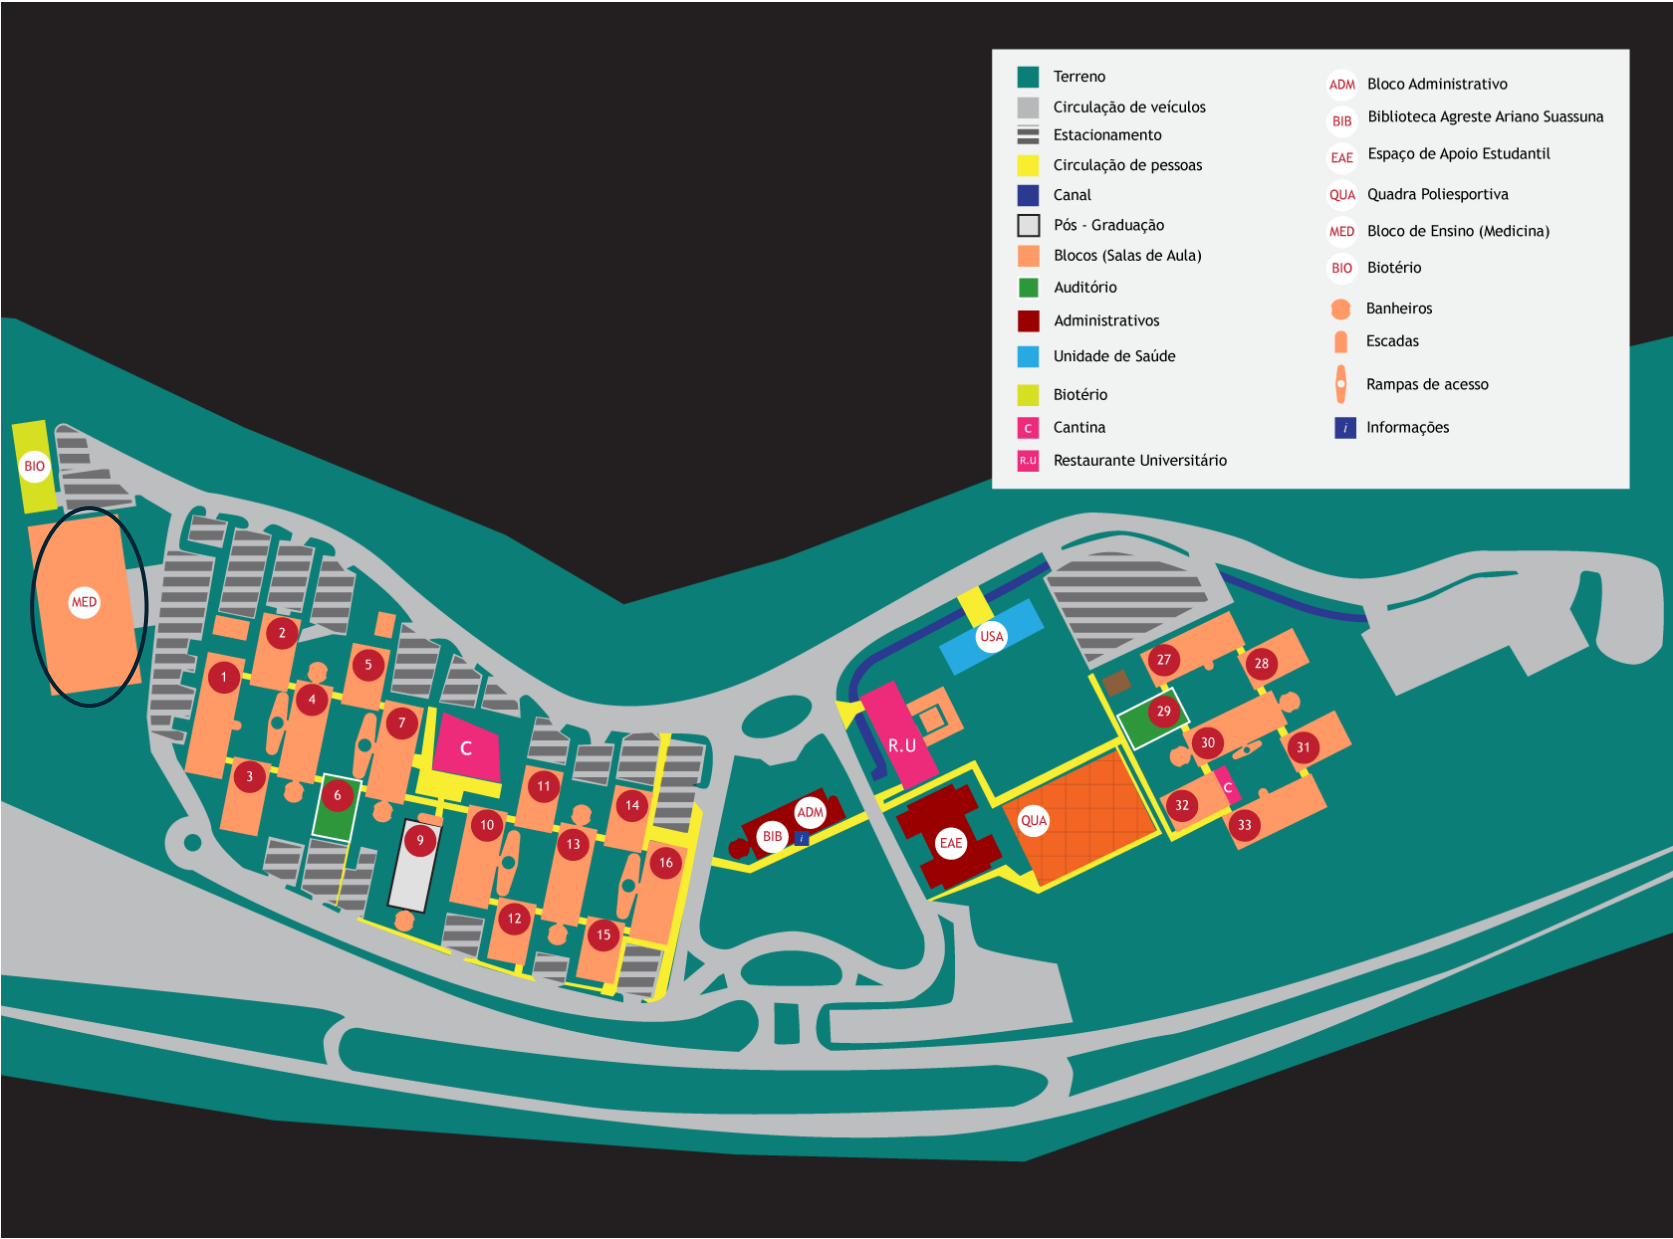 Terreno
Circulação de veículos
Estacionamento
Circulação de pessoas
Canal
Pós - Graduação
Blocos (Salas de Aula)
Auditório
Administrativos
Unidade de Saúde
Biotério
C Cantina
R.U Restaurante Universitário
ADM Bloco Administrativo
BIB Biblioteca Agreste Ariano Suassuna
EAE Espaço de Apoio Estudantil
QUA Quadra Poliesportiva
MED Bloco de Ensino (Medicina)
BIO Biotério
Banheiros
Escadas
Rampas de acesso
i Informações
BIO
MED
1
2
3
4
5
6
7
C
9
10
11
12
13
14
15
16
BIB
ADM
i
R.U
USA
EAE
QUA
27
28
29
30
31
32
C
33